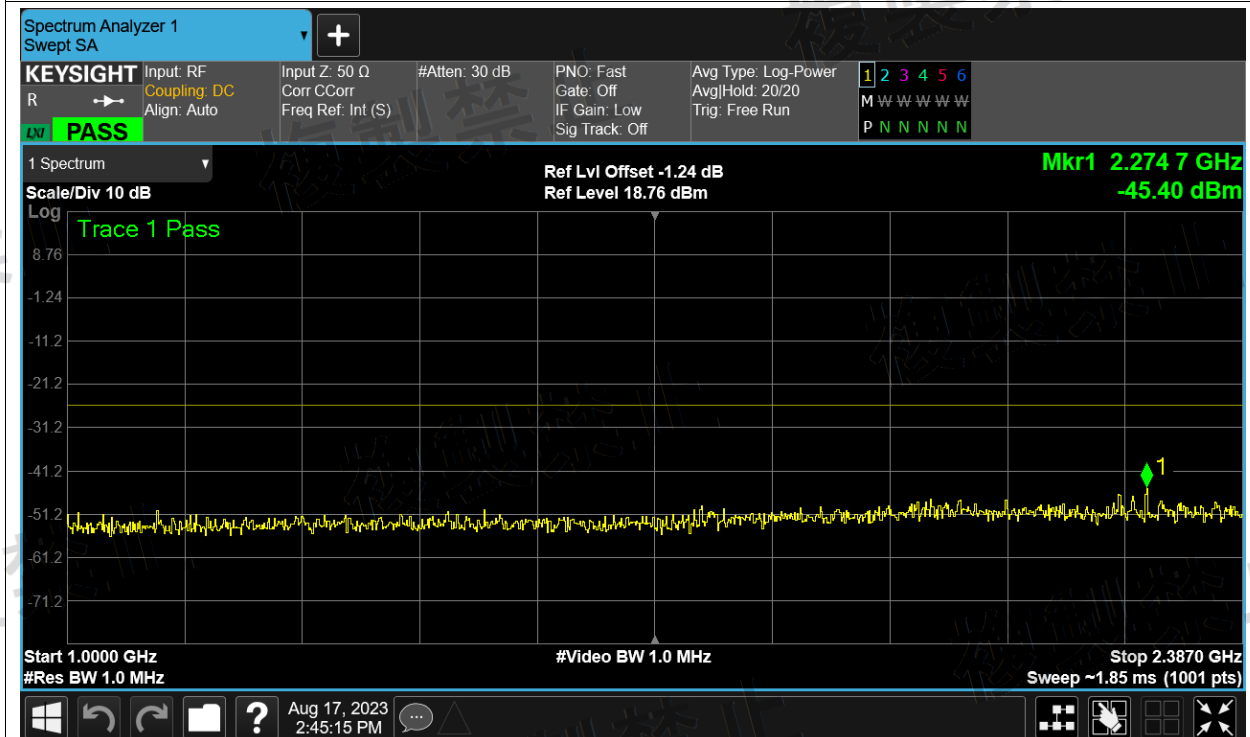 Spectrum Analyzer 1
Swept SA
+
KEYSIGHT
R
LXI PASS
Input: RF
Coupling: DC
Align: Auto
Input Z: 50 Ω
Corr CCorr
Freq Ref: Int (S)
#Atten: 30 dB
PNO: Fast
Gate: Off
IF Gain: Low
Sig Track: Off
Avg Type: Log-Power
Avg|Hold: 20/20
Trig: Free Run
1 2 3 4 5 6
M W W W W W
P N N N N N
1 Spectrum
Scale/Div 10 dB
Log
Ref Lvl Offset -1.24 dB
Ref Level 18.76 dBm
Mkr1 2.274 7 GHz
-45.40 dBm
Trace 1 Pass
8.76
-1.24
-11.2
-21.2
-31.2
-41.2
1
-51.2
-61.2
-71.2
Start 1.0000 GHz
#Res BW 1.0 MHz
#Video BW 1.0 MHz
Stop 2.3870 GHz
Sweep ~1.85 ms (1001 pts)
?
Aug 17, 2023
2:45:15 PM
複製禁止